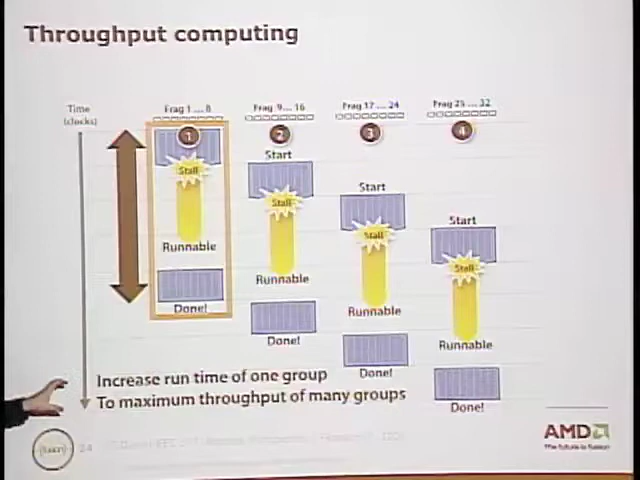 Throughput computing
Time
(clocks)
Frag 1 ... 8
Frag 9... 16
Frag 17 ... 24
Frag 25 ... 32
1
2
3
4
Start
Start
Start
Stall
Stall
Stall
Stall
Runnable
Runnable
Runnable
Runnable
Done!
Done!
Done!
Done!
Increase run time of one group
To maximum throughput of many groups
24
AMD
The future is fusion